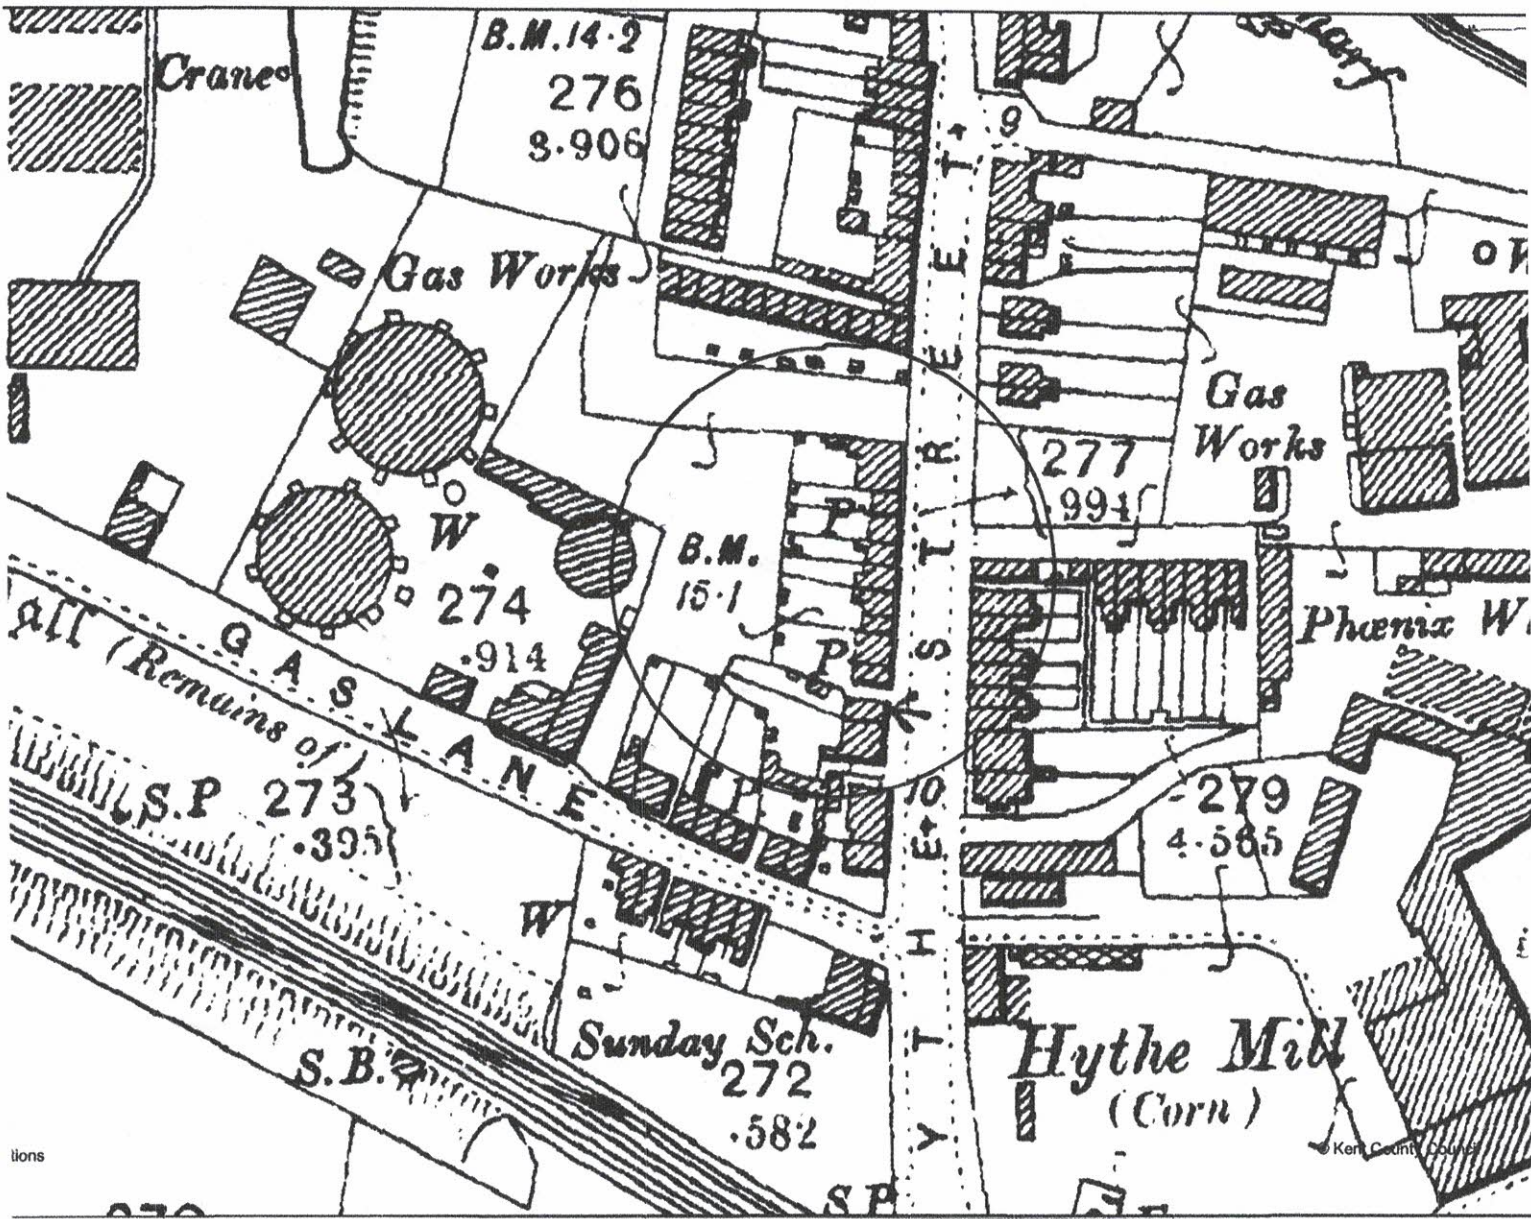 B.M.14·2
Crane
276
3·906
9
Gas Works
Gas
Works
277
·994
P
W
B.M.
15·1
274
·914
Phœnix W
P
GAS LANE
all (Remains of)
S.P
273
·395
10
279
4·565
HYTHE STREET
W
Sunday Sch.
272
·582
Hythe Mill
(Corn)
S.B.
tions
© Kent County Council
S.P